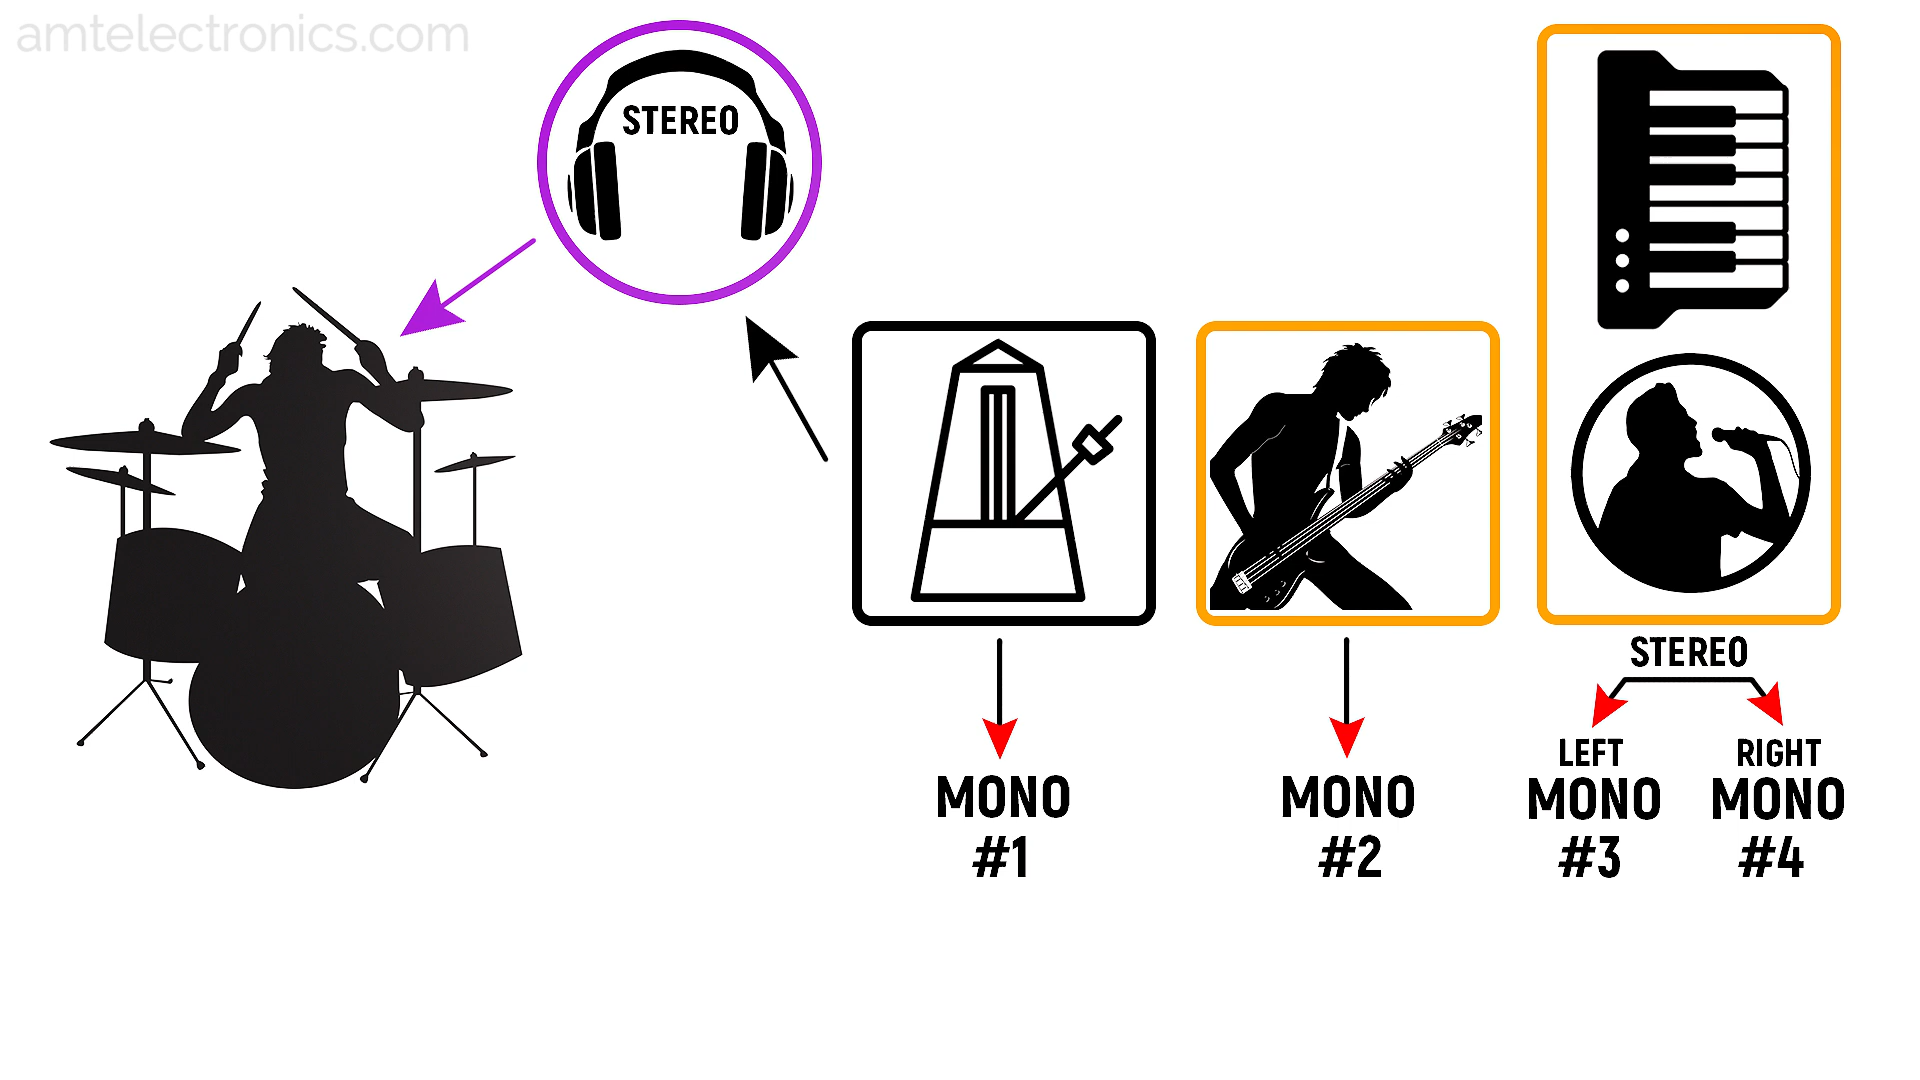 amtelectronics.com
STEREO
STEREO
LEFT
MONO
#3
RIGHT
MONO
#4
MONO
#1
MONO
#2